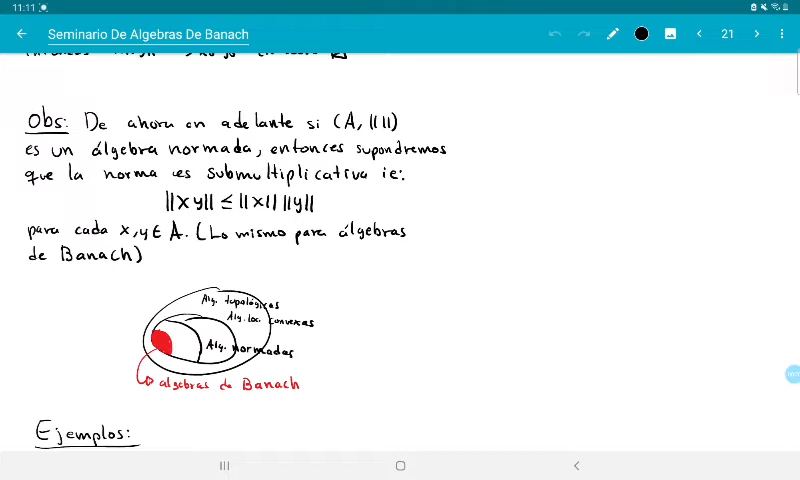 11:11
Seminario De Algebras De Banach
21
Obs: De ahora en adelante si (A, || ||)
es un álgebra normada, entonces supondremos
que la norma es submultiplicativa ie:
||xy|| ≤ ||x|| ||y||
para cada x,y ∈ A. (Lo mismo para álgebras
de Banach)
Alg. topológicas
Alg. loc. convexas
Alg. normadas
álgebras de Banach
Ejemplos: